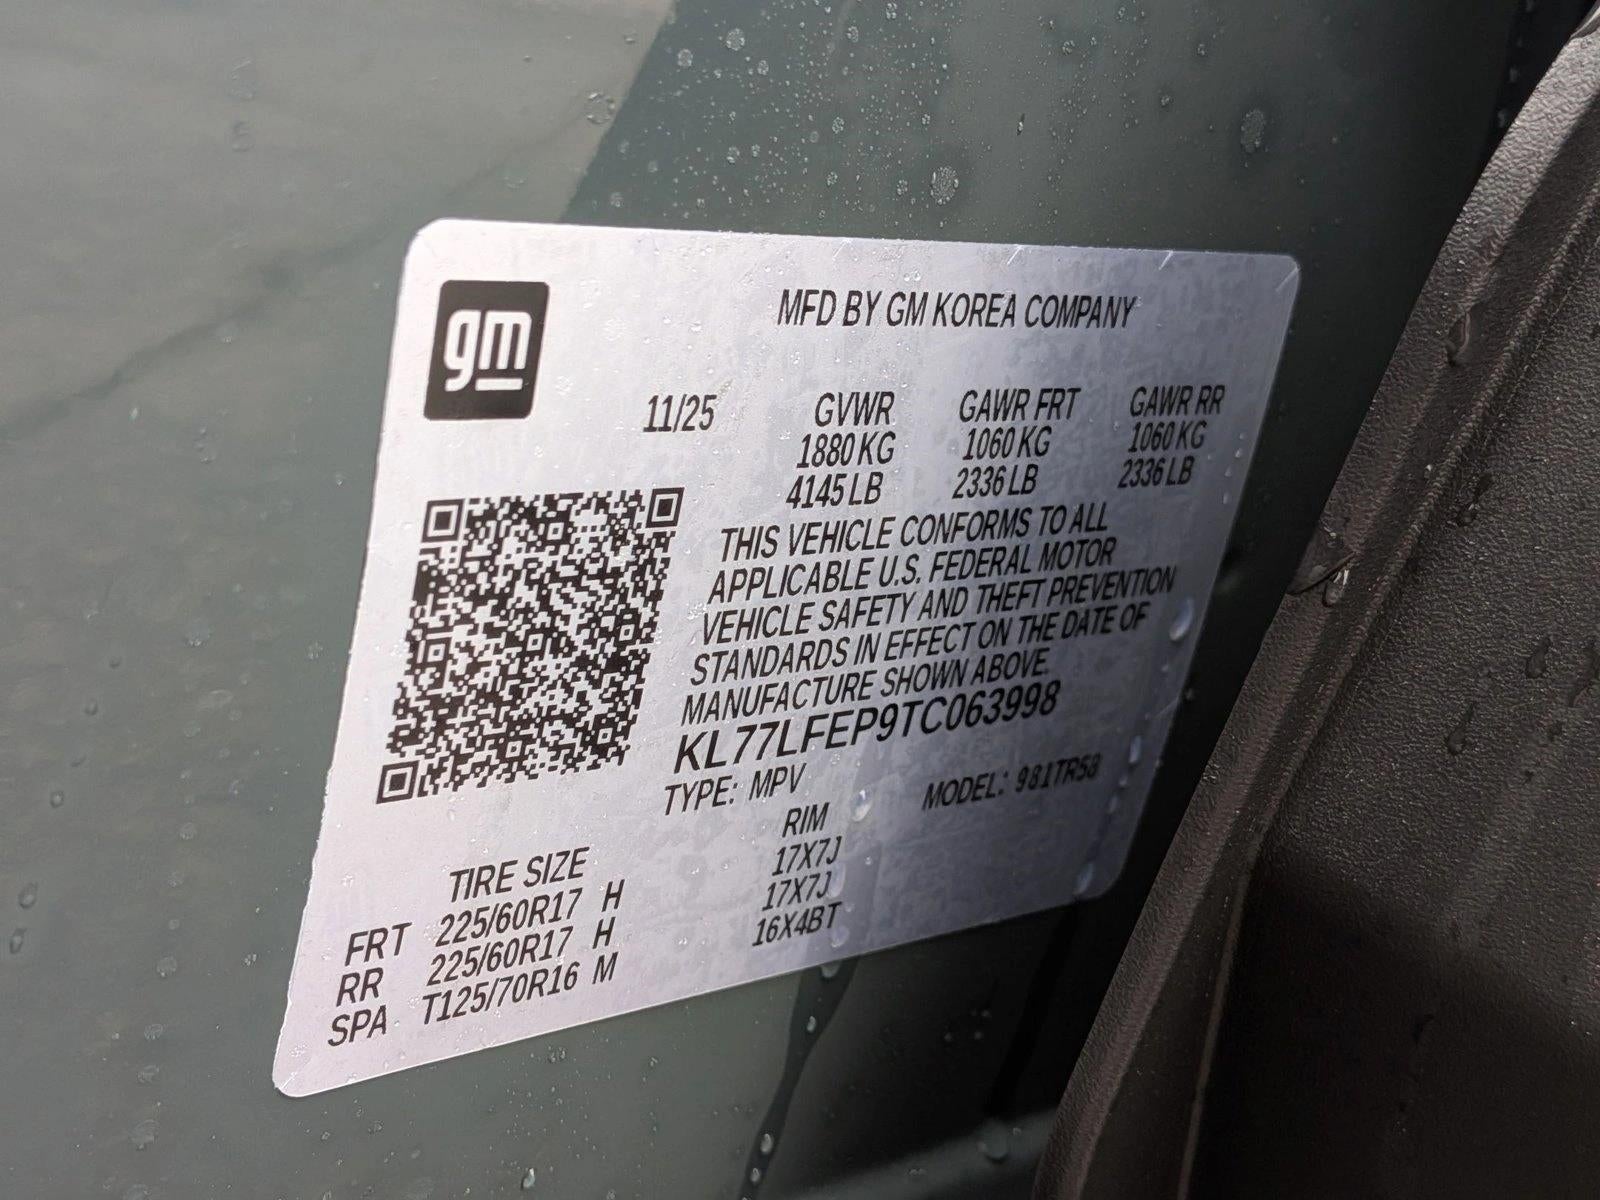 gm
MFD BY GM KOREA COMPANY
11/25 GVWR GAWR FRT GAWR RR
1880 KG 1060 KG 1060 KG
4145 LB 2336 LB 2336 LB
THIS VEHICLE CONFORMS TO ALL
APPLICABLE U.S. FEDERAL MOTOR
VEHICLE SAFETY AND THEFT PREVENTION
STANDARDS IN EFFECT ON THE DATE OF
MANUFACTURE SHOWN ABOVE.
KL77LFEP9TC063998
TYPE: MPV MODEL: 981TR58
TIRE SIZE RIM
FRT 225/60R17 H 17X7J
RR 225/60R17 H 17X7J
SPA T125/70R16 M 16X4BT